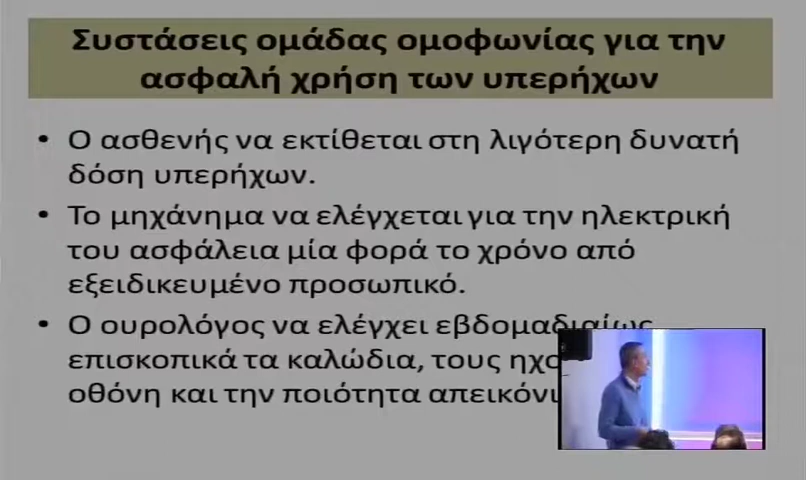 Συστάσεις ομάδας ομοφωνίας για την
ασφαλή χρήση των υπερήχων
• Ο ασθενής να εκτίθεται στη λιγότερη δυνατή
δόση υπερήχων.
• Το μηχάνημα να ελέγχεται για την ηλεκτρική
του ασφάλεια μία φορά το χρόνο από
εξειδικευμένο προσωπικό.
• Ο ουρολόγος να ελέγχει εβδομαδιαίως
επισκοπικά τα καλώδια, τους
οθόνη και την ποιότητα